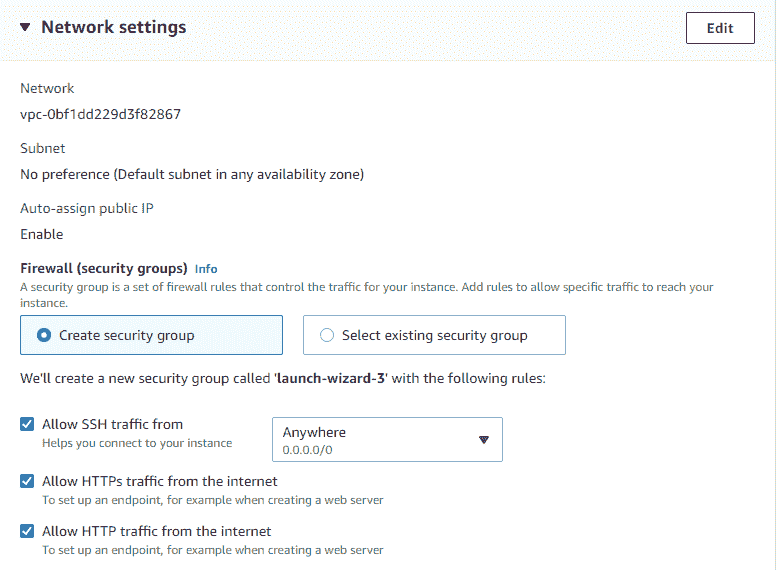 Network settings
Edit
Network
vpc-0bf1dd229d3f82867
Subnet
No preference (Default subnet in any availability zone)
Auto-assign public IP
Enable
Firewall (security groups) Info
A security group is a set of firewall rules that control the traffic for your instance. Add rules to allow specific traffic to reach your
instance.
Create security group
Select existing security group
We'll create a new security group called 'launch-wizard-3' with the following rules:
Allow SSH traffic from
Helps you connect to your instance
Anywhere
0.0.0.0/0
Allow HTTPs traffic from the internet
To set up an endpoint, for example when creating a web server
Allow HTTP traffic from the internet
To set up an endpoint, for example when creating a web server